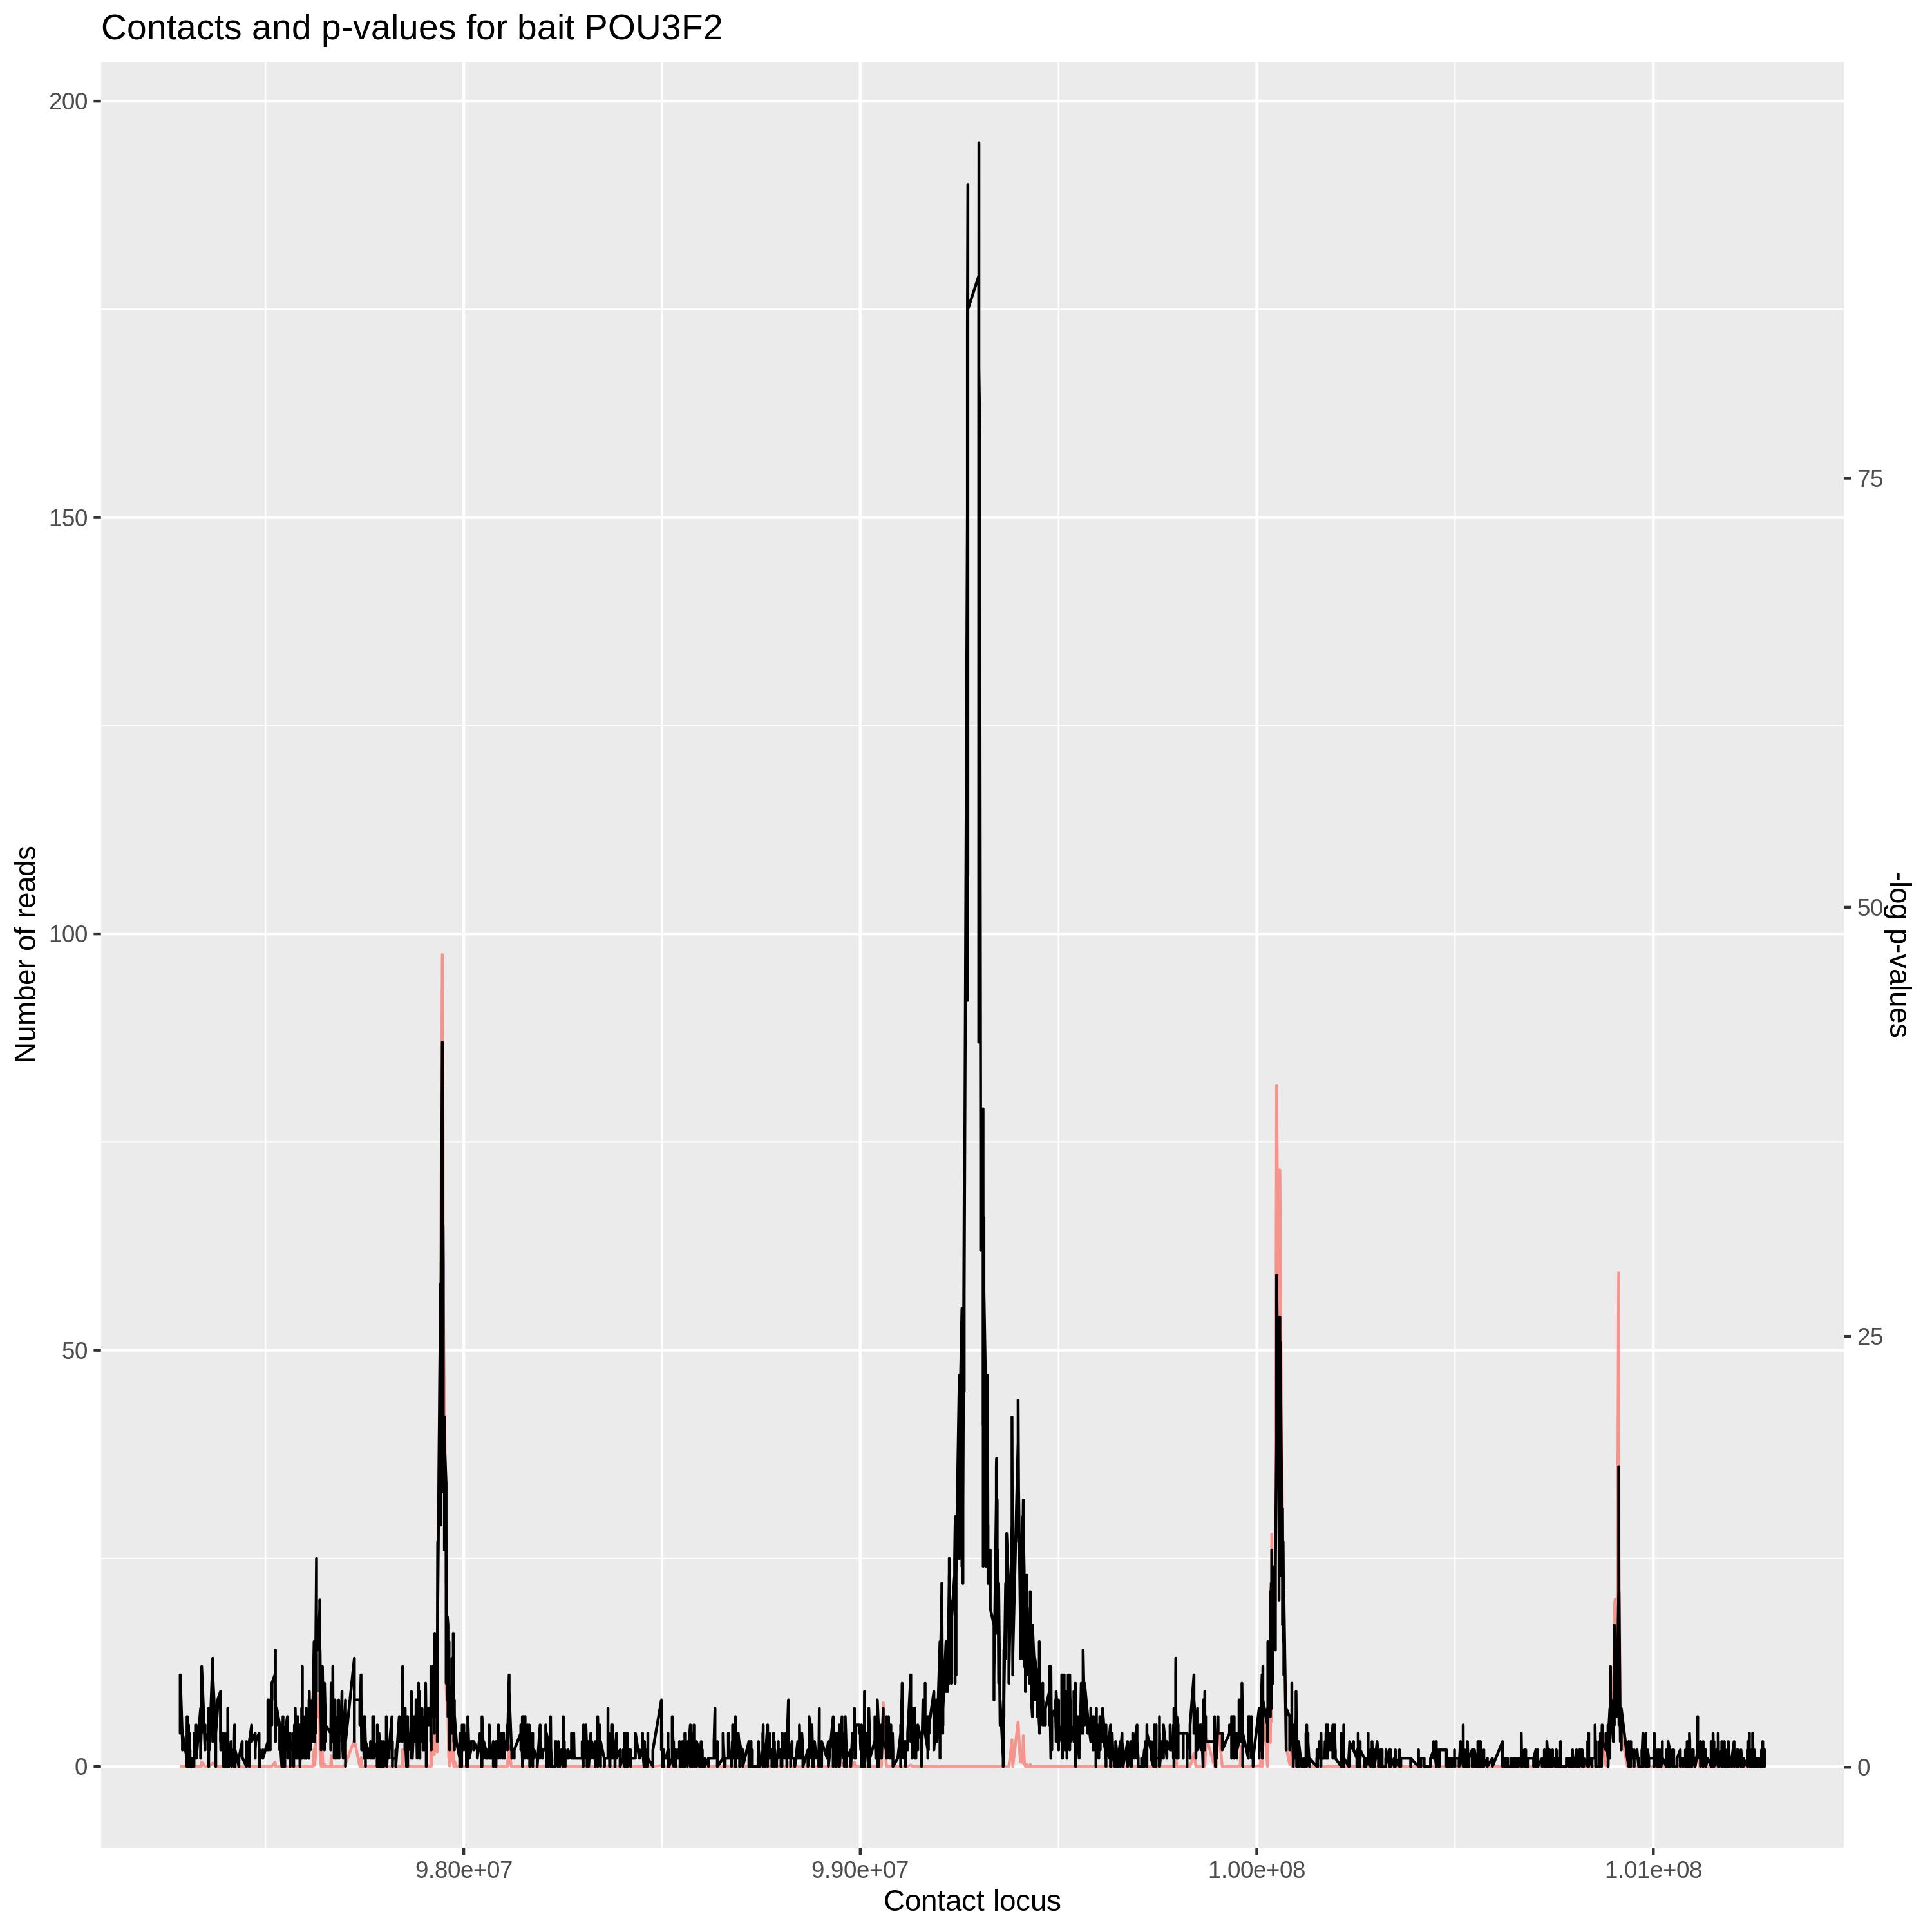 Contacts and p-values for bait POU3F2
200
150
100
50
0
Number of reads
75
50
25
0
-log p-values
9.80e+07
9.90e+07
1.00e+08
1.01e+08
Contact locus